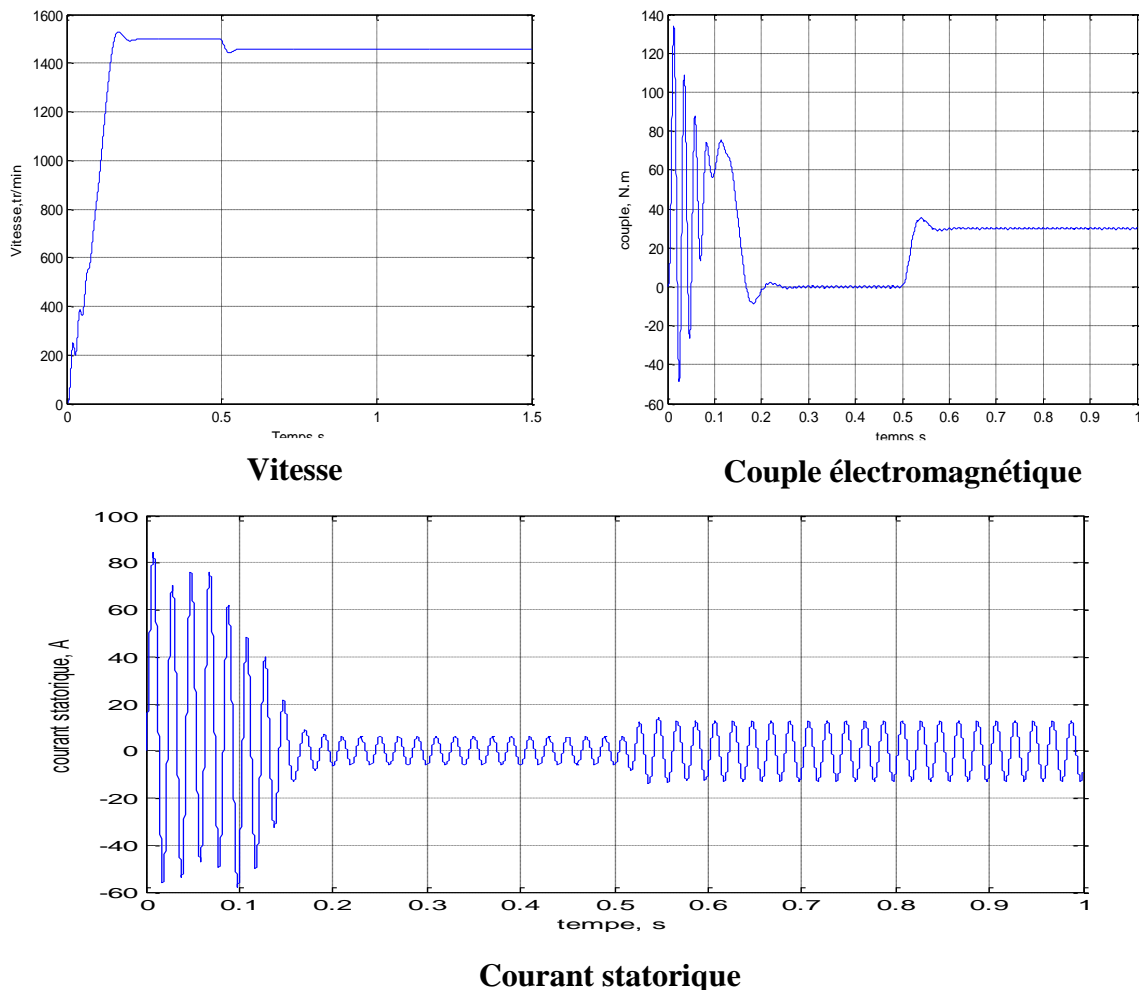 1600
1400
1200
1000
800
600
400
200
0
Vitesse,tr/min
0 0.5 1 1.5
Temps,s
Vitesse
140
120
100
80
60
40
20
0
-20
-40
-60
couple, N.m
0 0.1 0.2 0.3 0.4 0.5 0.6 0.7 0.8 0.9 1
temps,s
Couple électromagnétique
100
80
60
40
20
0
-20
-40
-60
courant statorique, A
0 0.1 0.2 0.3 0.4 0.5 0.6 0.7 0.8 0.9 1
tempe, s
Courant statorique